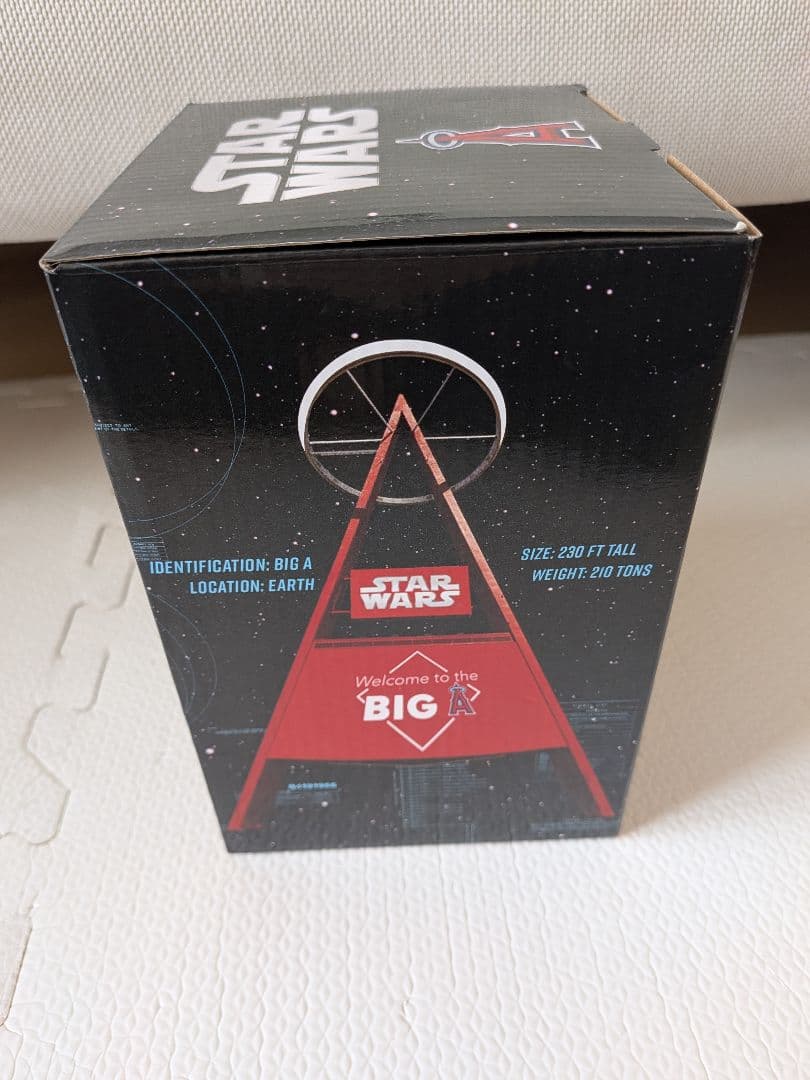 STAR
WARS
A
IDENTIFICATION: BIG A
LOCATION: EARTH
SIZE: 230 FT TALL
WEIGHT: 210 TONS
STAR
WARS
Welcome to the
BIG A